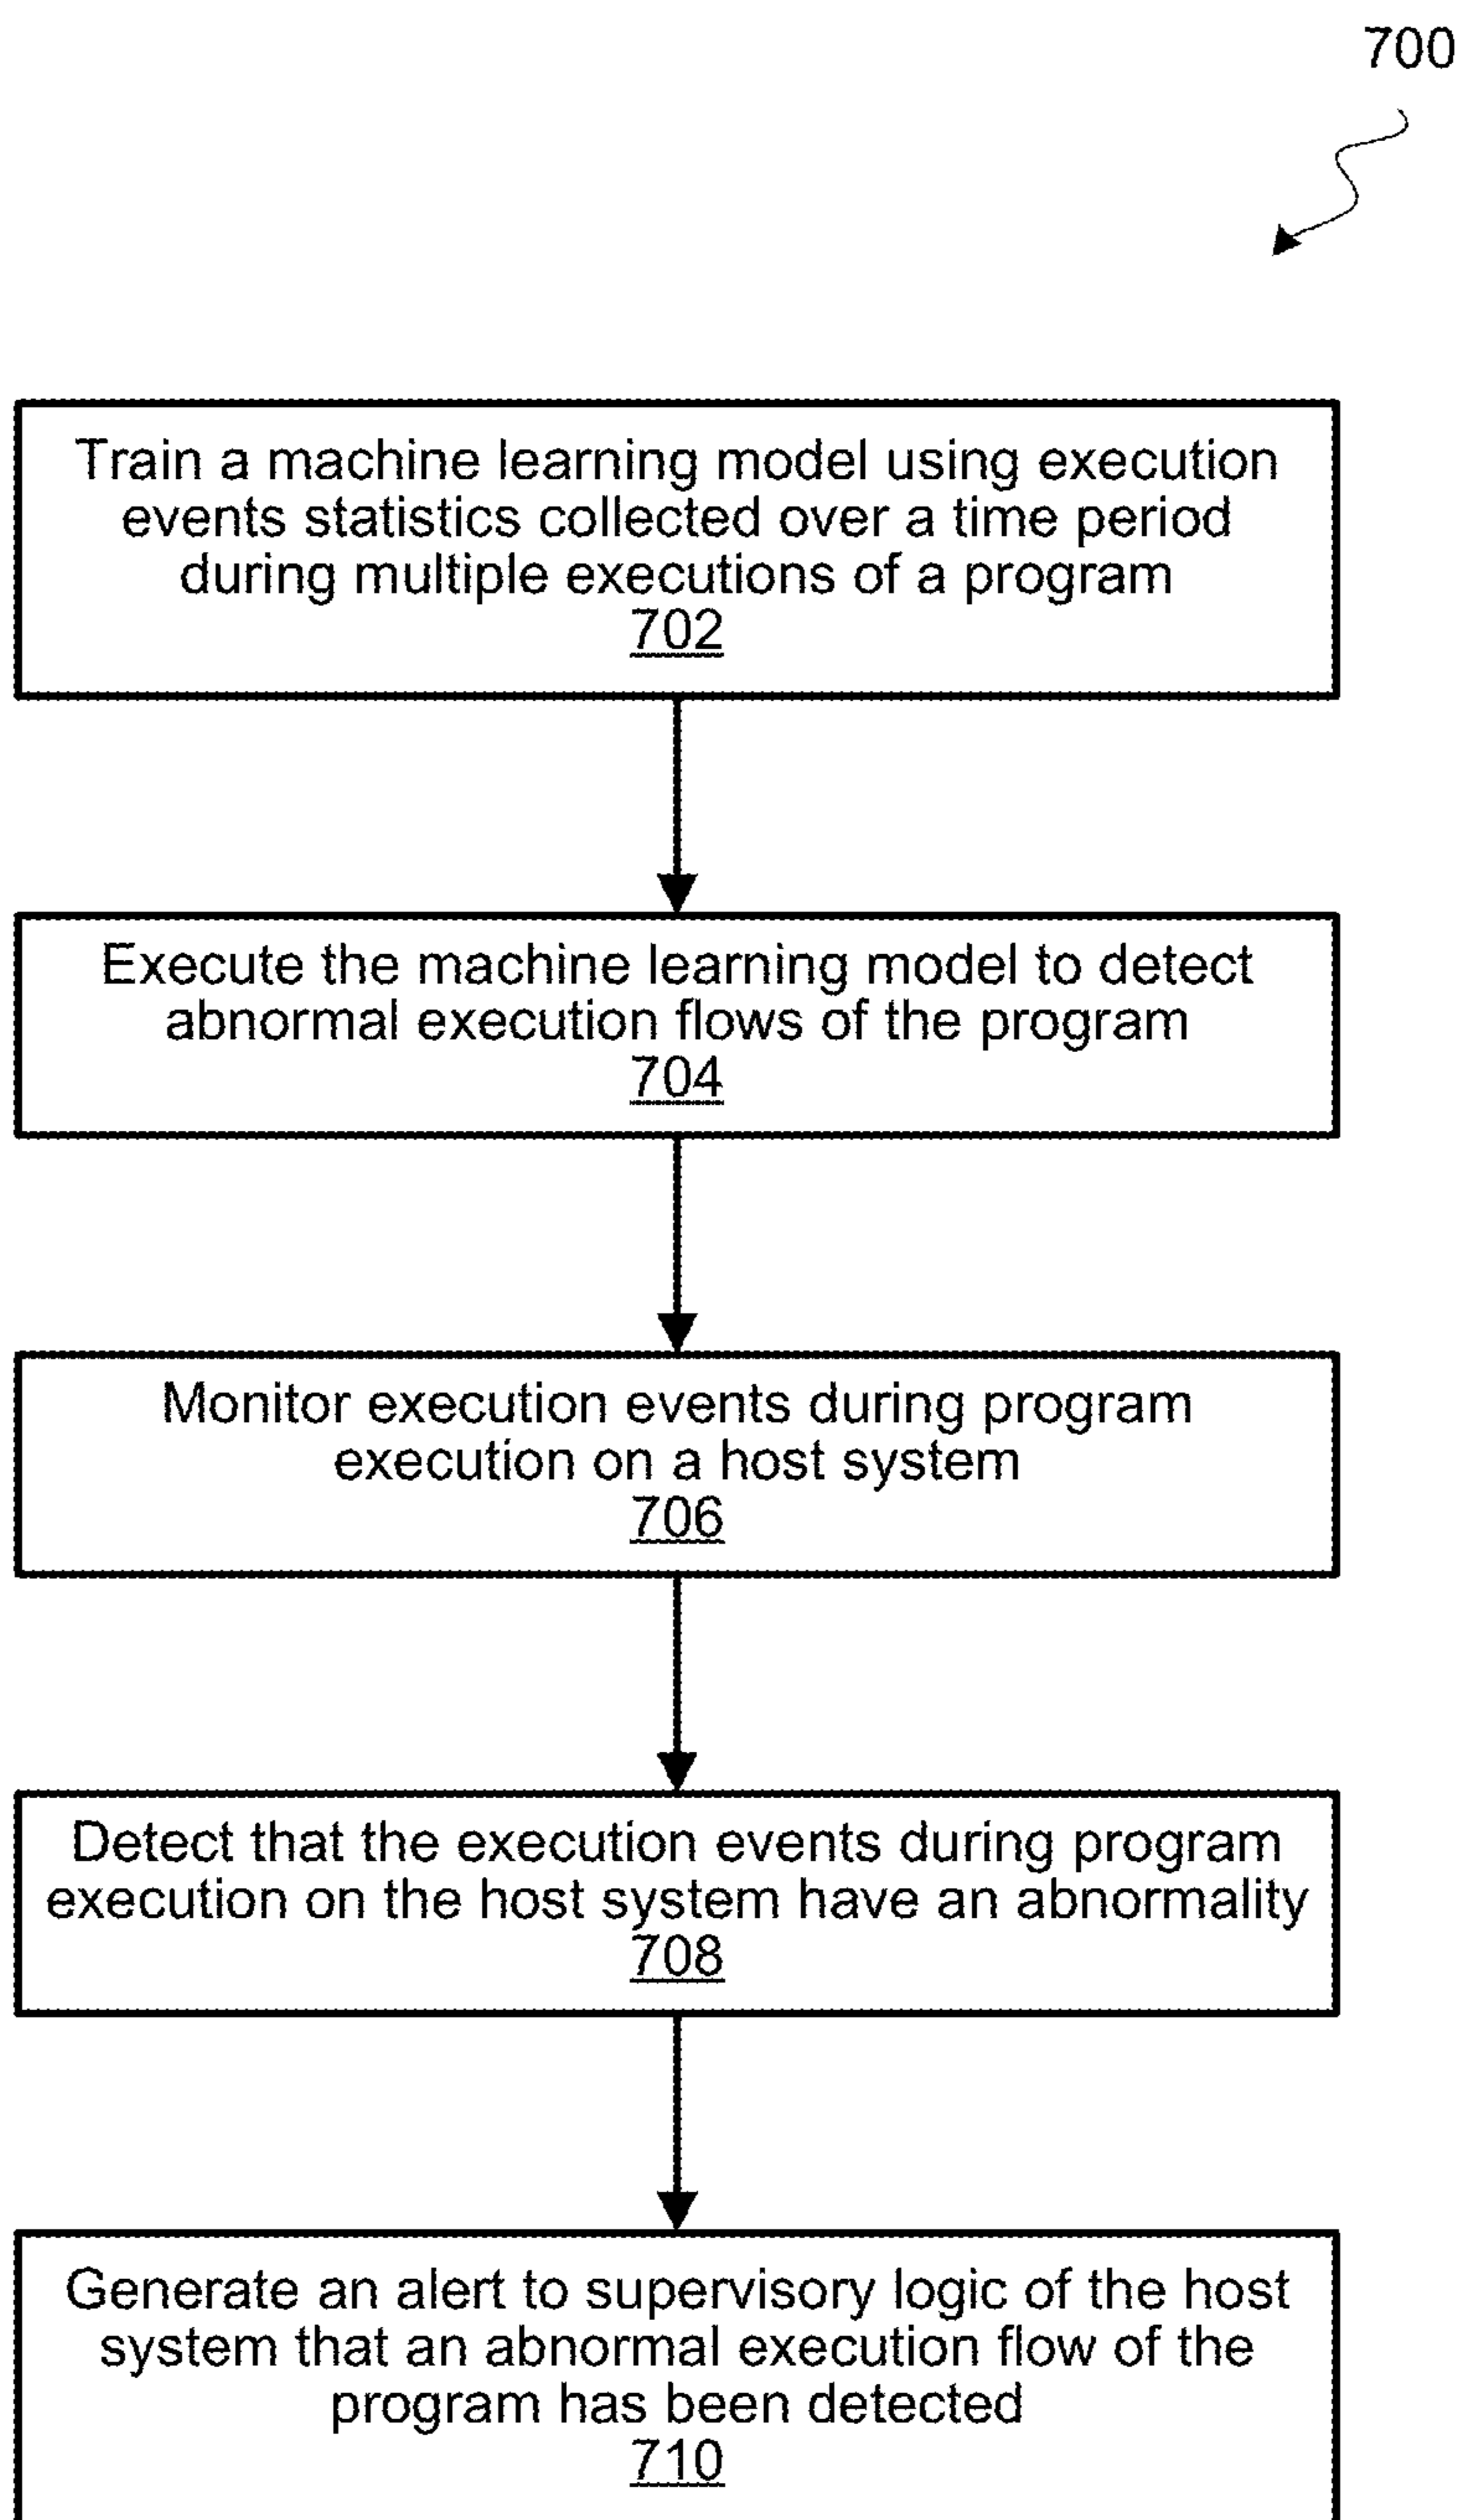 700
Train a machine learning model using execution
events statistics collected over a time period
during multiple executions of a program
702
Execute the machine learning model to detect
abnormal execution flows of the program
704
Monitor execution events during program
execution on a host system
706
Detect that the execution events during program
execution on the host system have an abnormality
708
Generate an alert to supervisory logic of the host
system that an abnormal execution flow of the
program has been detected
710